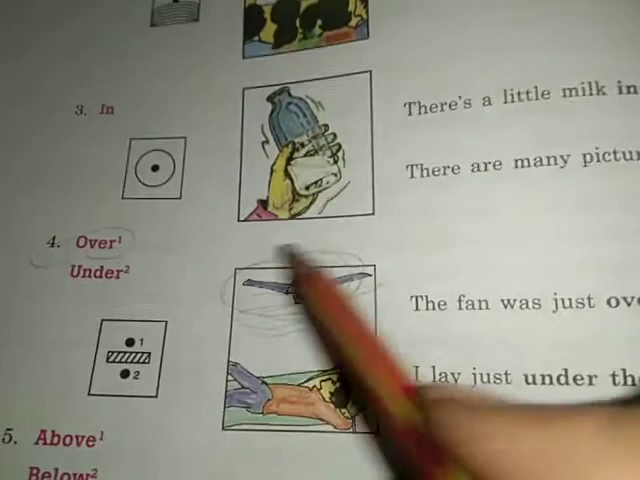 3. In
There's a little milk in
There are many pictur
4. Over¹
Under²
1
2
The fan was just ove
I lay just under th
5. Above¹
Below²